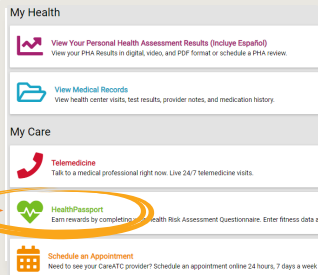 My Health
View Your Personal Health Assessment Results (Incluye Español)
View your PHA Results in digital, video, and PDF format or schedule a PHA review.
View Medical Records
View health center visits, test results, provider notes, and medication history.
My Care
Telemedicine
Talk to a medical professional right now. Live 24/7 telemedicine visits.
HealthPassport
Earn rewards by completing your Health Risk Assessment Questionnaire. Enter fitness data a
Schedule an Appointment
Need to see your CareATC provider? Schedule an appointment online 24 hours, 7 days a week